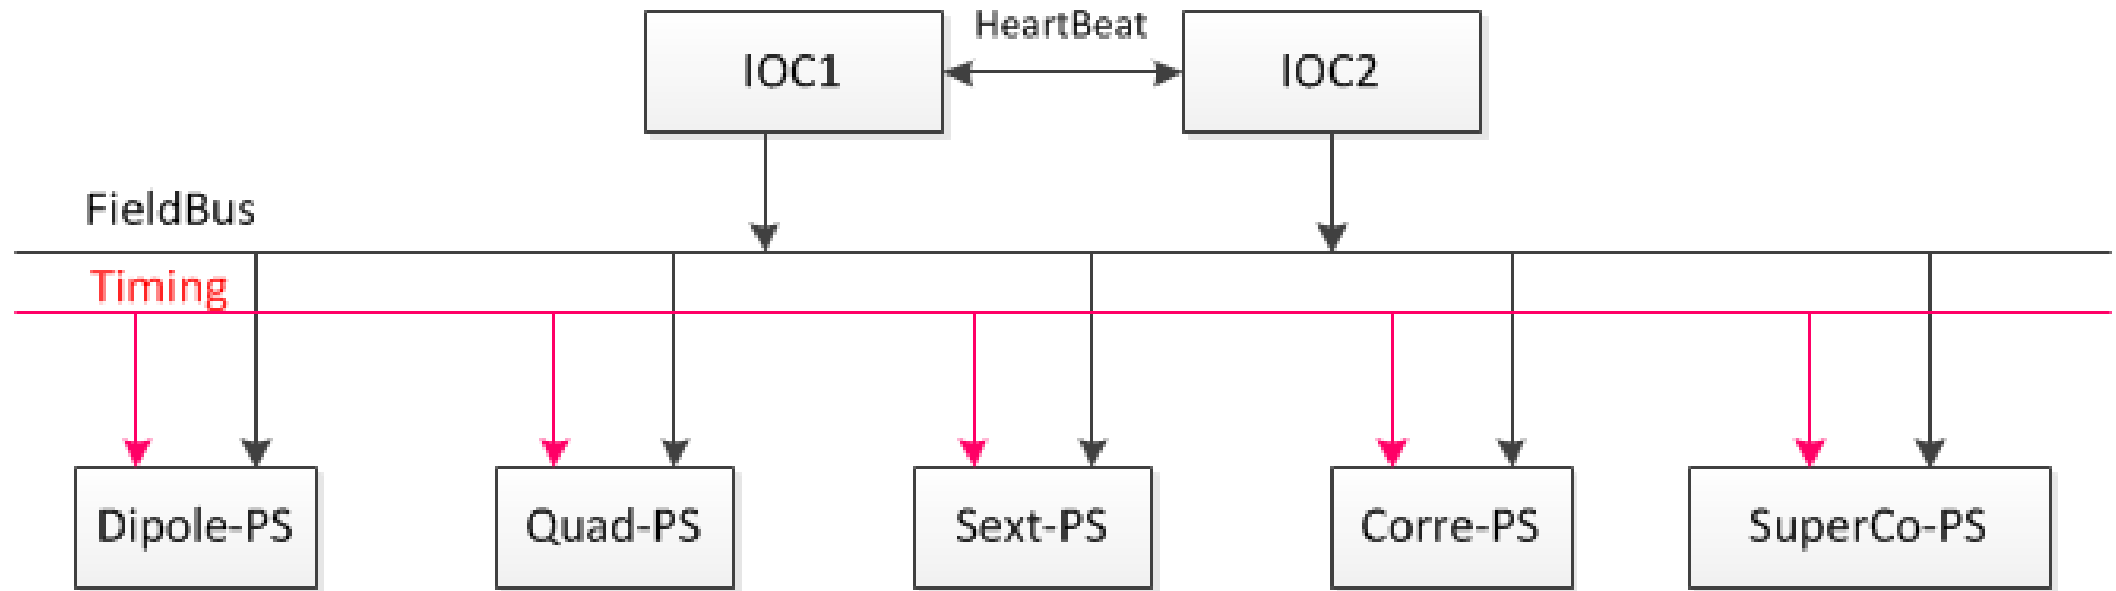 HeartBeat
IOC1
IOC2
FieldBus
Timing
Dipole-PS
Quad-PS
Sext-PS
Corre-PS
SuperCo-PS